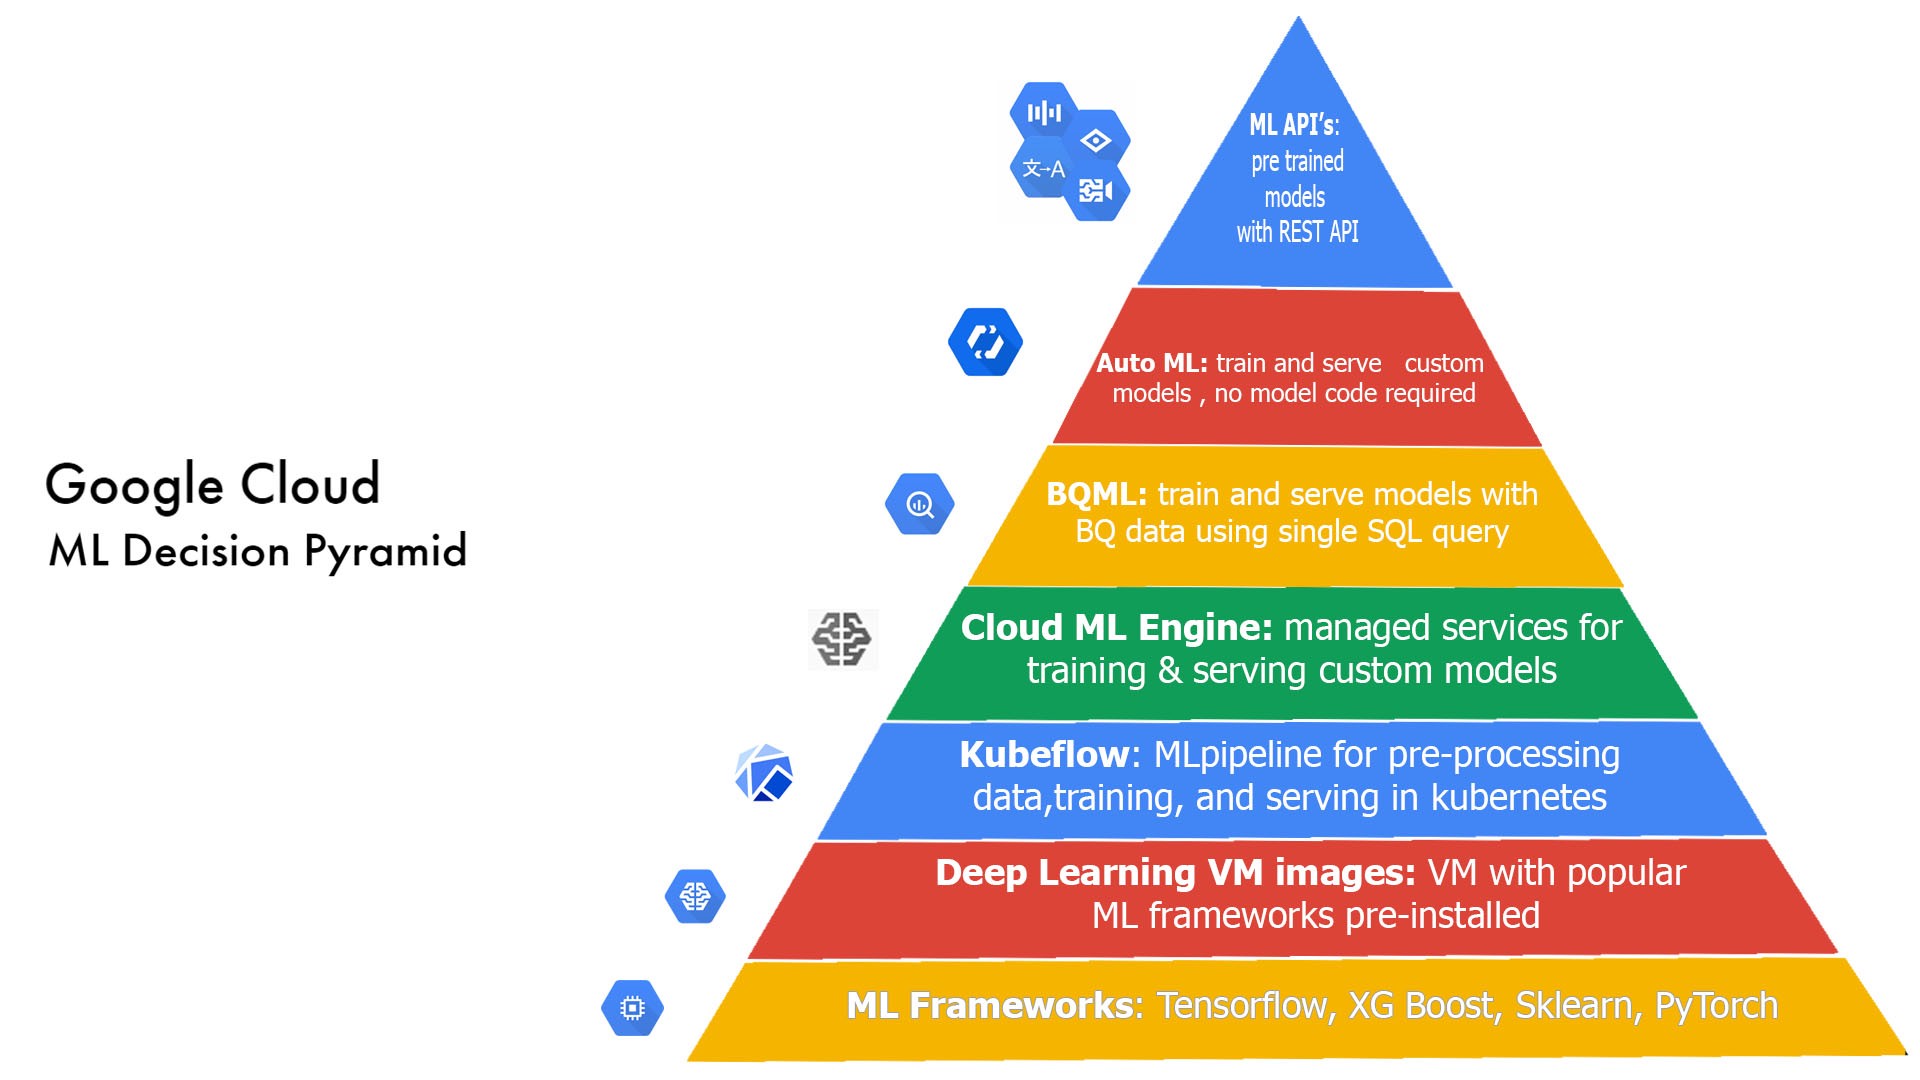 Google Cloud
ML Decision Pyramid
文→A
ML API's:
pre trained
models
with REST API
Auto ML: train and serve custom
models , no model code required
BQML: train and serve models with
BQ data using single SQL query
Cloud ML Engine: managed services for
training & serving custom models
Kubeflow: MLpipeline for pre-processing
data,training, and serving in kubernetes
Deep Learning VM images: VM with popular
ML frameworks pre-installed
ML Frameworks: Tensorflow, XG Boost, Sklearn, PyTorch